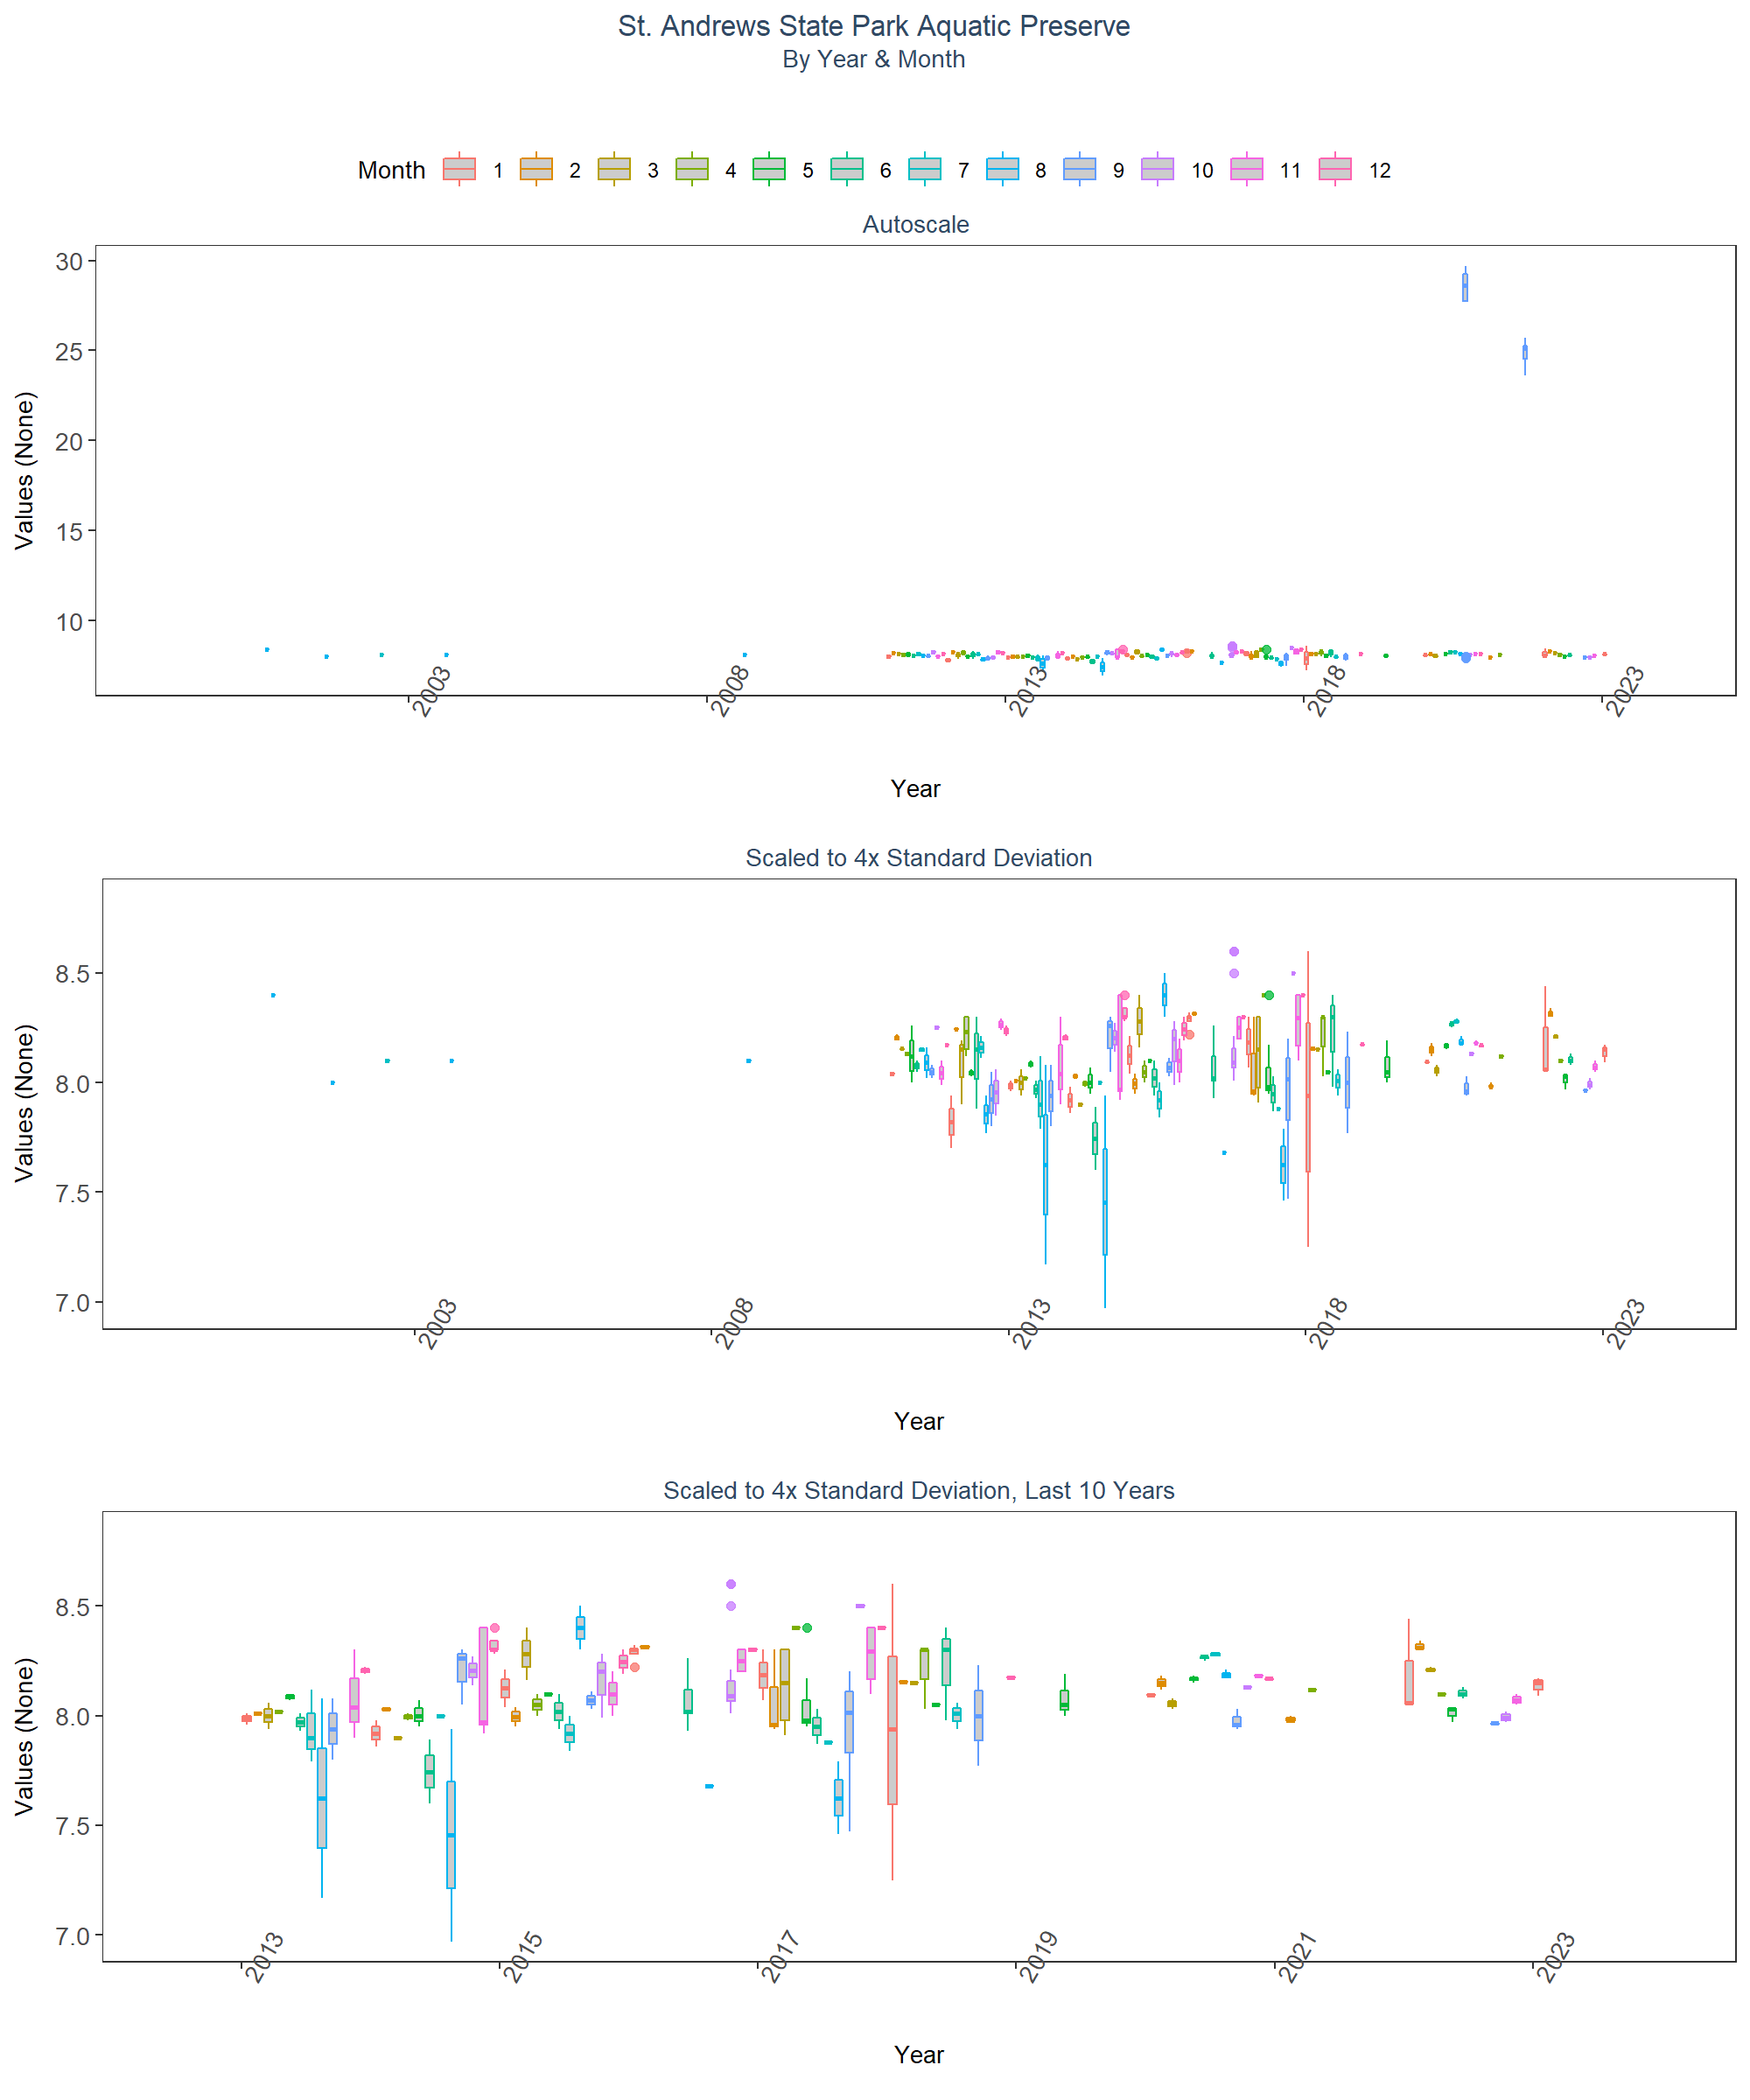 St. Andrews State Park Aquatic Preserve
By Year & Month
Month 1 2 3 4 5 6 7 8 9 10 11 12
Autoscale
30
25
20
15
10
Values (None)
2003 2008 2013 2018 2023
Year
Scaled to 4x Standard Deviation
8.5
8.0
7.5
7.0
Values (None)
2003 2008 2013 2018 2023
Year
Scaled to 4x Standard Deviation, Last 10 Years
8.5
8.0
7.5
7.0
Values (None)
2013 2015 2017 2019 2021 2023
Year